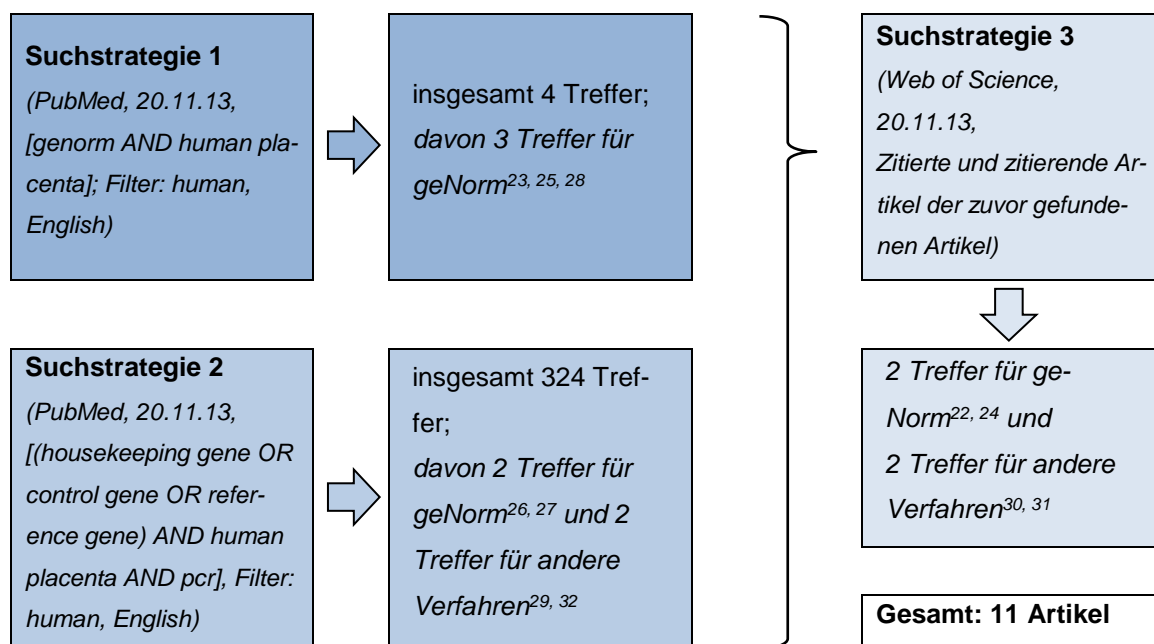 Suchstrategie 1
(PubMed, 20.11.13,
[genorm AND human pla-
centa]; Filter: human,
English)
insgesamt 4 Treffer;
davon 3 Treffer für
geNorm23, 25, 28
Suchstrategie 2
(PubMed, 20.11.13,
[(housekeeping gene OR
control gene OR refer-
ence gene) AND human
placenta AND pcr], Filter:
human, English)
insgesamt 324 Tref-
fer;
davon 2 Treffer für
geNorm26, 27 und 2
Treffer für andere
Verfahren29, 32
Suchstrategie 3
(Web of Science,
20.11.13,
Zitierte und zitierende Ar-
tikel der zuvor gefunde-
nen Artikel)
2 Treffer für ge-
Norm22, 24 und
2 Treffer für andere
Verfahren30, 31
Gesamt: 11 Artikel